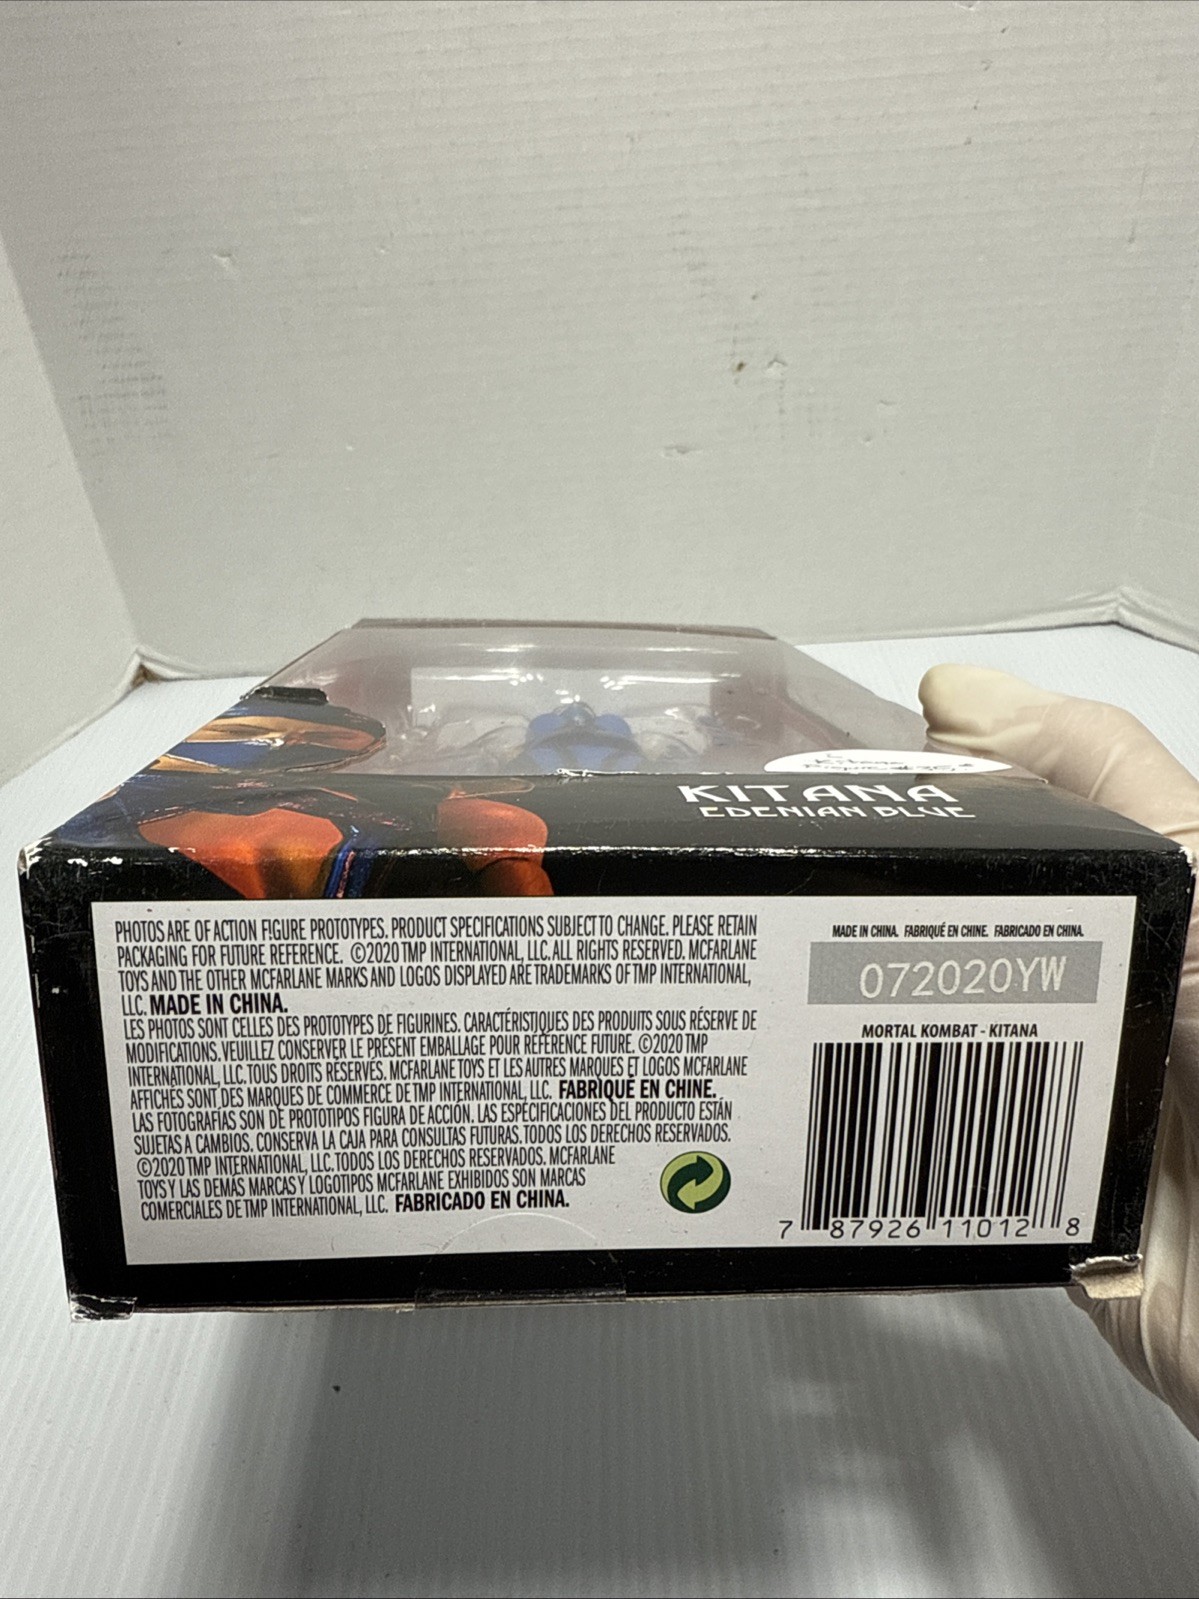 Kitana
Figure
KITANA
EDENIAN BLUE
PHOTOS ARE OF ACTION FIGURE PROTOTYPES. PRODUCT SPECIFICATIONS SUBJECT TO CHANGE. PLEASE RETAIN
PACKAGING FOR FUTURE REFERENCE. ©2020 TMP INTERNATIONAL, LLC. ALL RIGHTS RESERVED. MCFARLANE
TOYS AND THE OTHER MCFARLANE MARKS AND LOGOS DISPLAYED ARE TRADEMARKS OF TMP INTERNATIONAL,
LLC. MADE IN CHINA.
LES PHOTOS SONT CELLES DES PROTOTYPES DE FIGURINES. CARACTÉRISTIQUES DES PRODUITS SOUS RÉSERVE DE
MODIFICATIONS. VEUILLEZ CONSERVER LE PRÉSENT EMBALLAGE POUR RÉFÉRENCE FUTURE. ©2020 TMP
INTERNATIONAL, LLC. TOUS DROITS RÉSERVÉS. MCFARLANE TOYS ET LES AUTRES MARQUES ET LOGOS MCFARLANE
AFFICHÉS SONT DES MARQUES DE COMMERCE DE TMP INTERNATIONAL, LLC. FABRIQUÉ EN CHINE.
LAS FOTOGRAFÍAS SON DE PROTOTIPOS FIGURA DE ACCIÓN. LAS ESPECIFICACIONES DEL PRODUCTO ESTÁN
SUJETAS A CAMBIOS. CONSERVA LA CAJA PARA CONSULTAS FUTURAS. TODOS LOS DERECHOS RESERVADOS.
©2020 TMP INTERNATIONAL, LLC. TODOS LOS DERECHOS RESERVADOS. MCFARLANE
TOYS Y LAS DEMÁS MARCAS Y LOGOTIPOS MCFARLANE EXHIBIDOS SON MARCAS
COMERCIALES DE TMP INTERNATIONAL, LLC. FABRICADO EN CHINA.
MADE IN CHINA. FABRIQUÉ EN CHINE. FABRICADO EN CHINA.
072020YW
MORTAL KOMBAT - KITANA
7 87926 11012 8